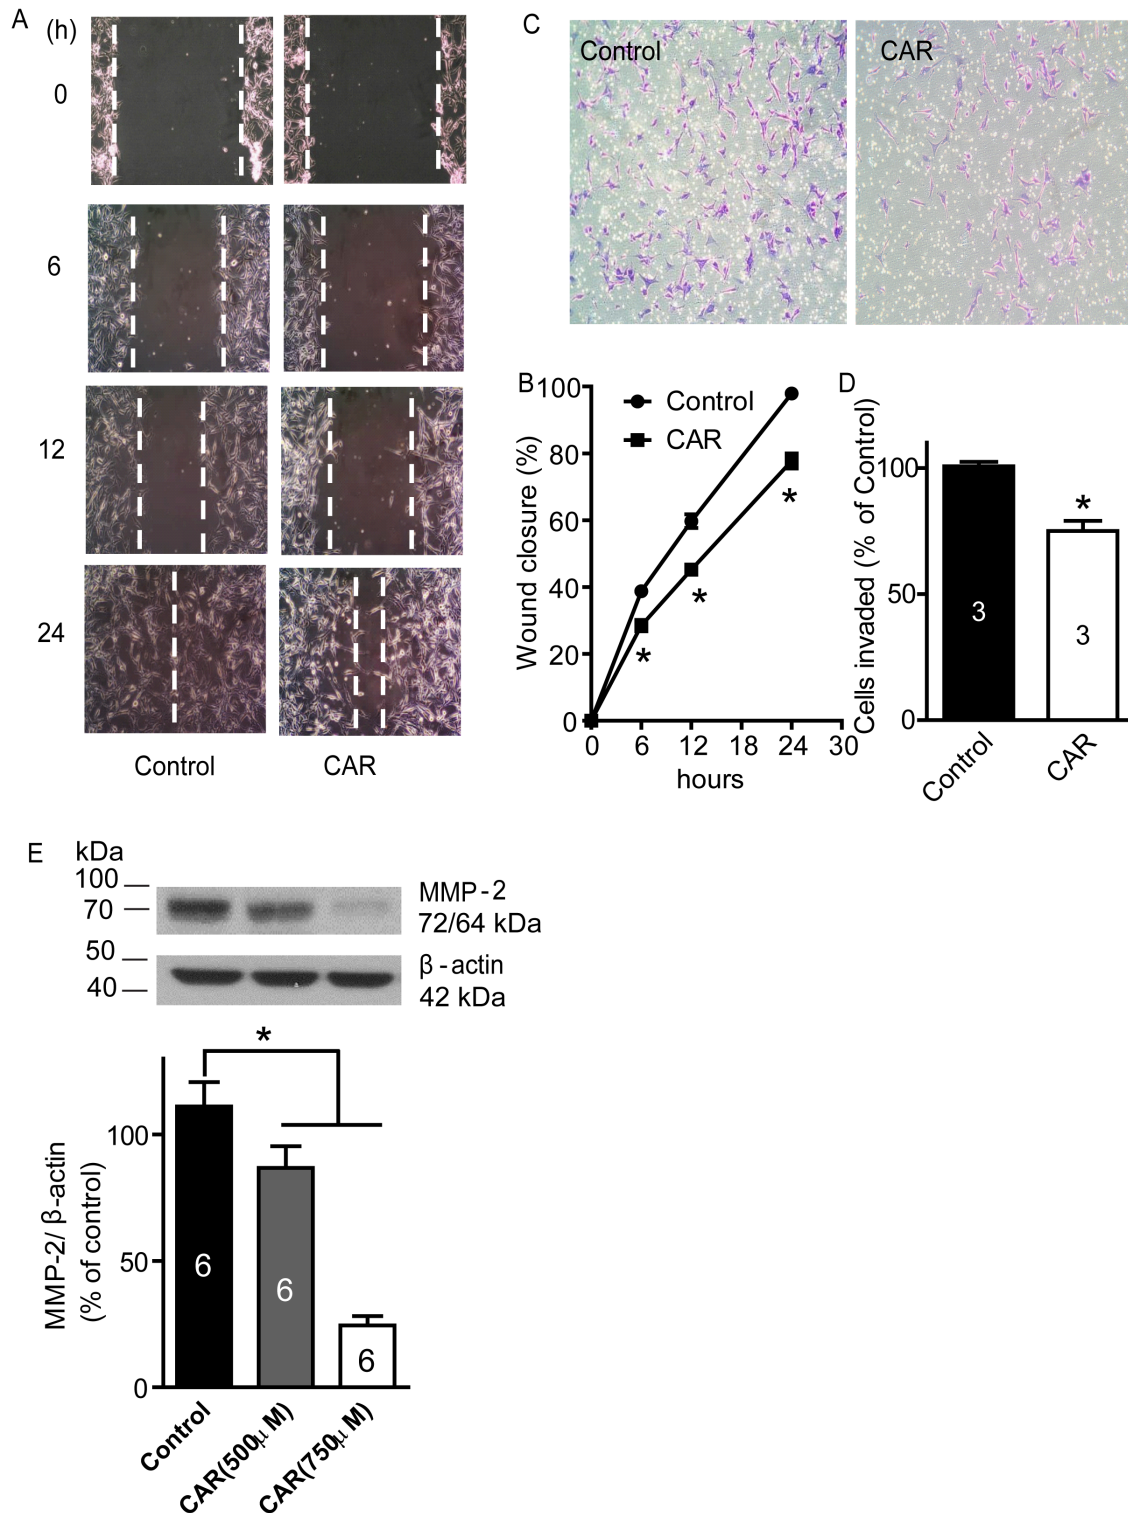 A
(h)
0
6
12
24
Control
CAR
C
Control
CAR
B
100
80
60
40
20
0
Wound closure (%)
Control
CAR
*
*
*
0
6
12
18
24
30
hours
D
Cells invaded (% of Control)
100
50
0
3
*
3
Control
CAR
E
kDa
100
70
50
40
MMP-2
72/64 kDa
β-actin
42 kDa
*
MMP-2/ β-actin
(% of control)
100
50
0
6
6
6
Control
CAR(500μM)
CAR(750μM)